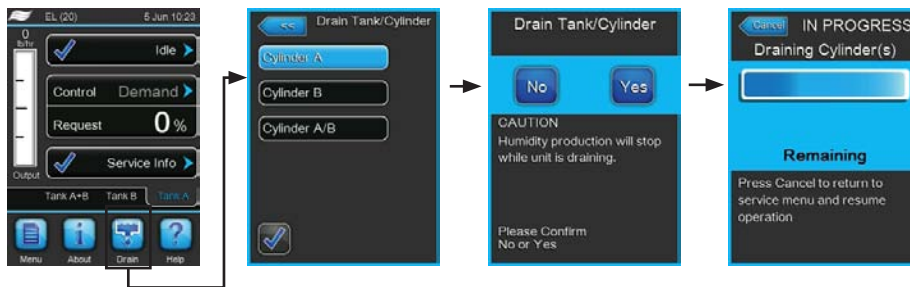 EL (20) 5 Jun 10:23
0
lb/hr
Idle
Control Demand
Request 0 %
Service Info
Output
Tank A+B Tank B Tank A
Menu About Drain Help
<< Drain Tank/Cylinder
Cylinder A
Cylinder B
Cylinder A/B
Drain Tank/Cylinder
No Yes
CAUTION
Humidity production will stop
while unit is draining.
Please Confirm
No or Yes
Cancel IN PROGRESS
Draining Cylinder(s)
Remaining
Press Cancel to return to
service menu and resume
operation